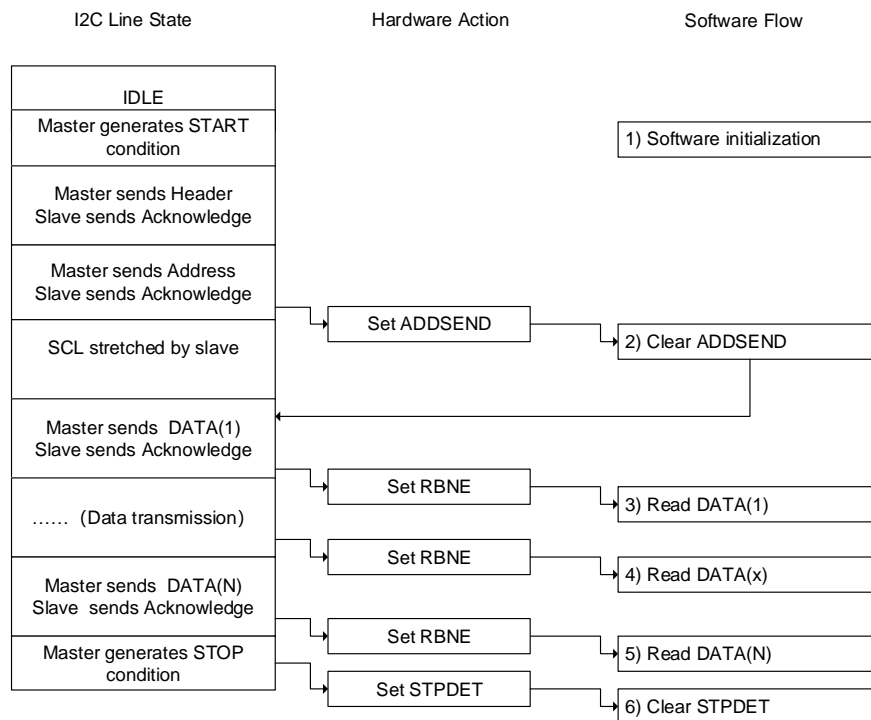 I2C Line State
Hardware Action
Software Flow
IDLE
Master generates START
condition
1) Software initialization
Master sends Header
Slave sends Acknowledge
Master sends Address
Slave sends Acknowledge
Set ADDSEND
2) Clear ADDSEND
SCL stretched by slave
Master sends DATA(1)
Slave sends Acknowledge
Set RBNE
3) Read DATA(1)
…… (Data transmission)
Set RBNE
4) Read DATA(x)
Master sends DATA(N)
Slave sends Acknowledge
Set RBNE
5) Read DATA(N)
Master generates STOP
condition
Set STPDET
6) Clear STPDET